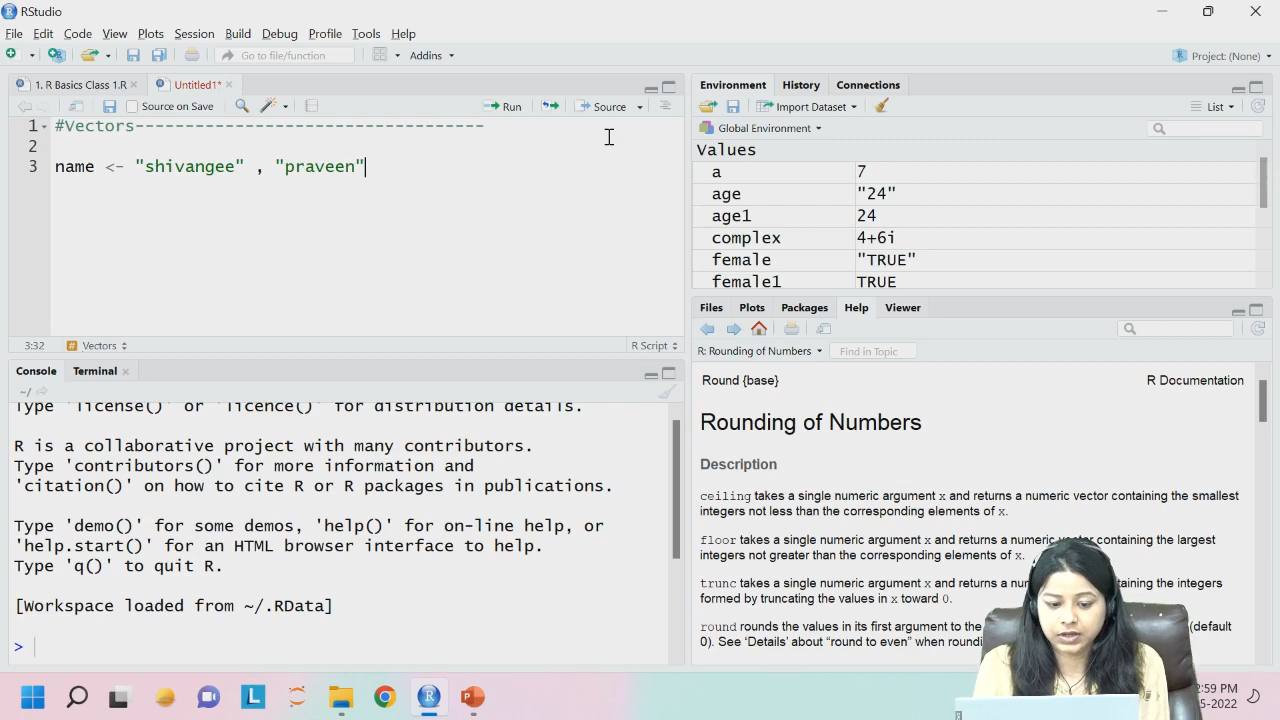 RStudio
File Edit Code View Plots Session Build Debug Profile Tools Help
Go to file/function Addins Project: (None)
1. R Basics Class 1.R Untitled1*
Source on Save Run Source
1 #Vectors-----------------------------------
2
3 name <- "shivangee" , "praveen"
3:32 # Vectors R Script
Console Terminal
~/
Type 'license()' or 'licence()' for distribution details.
R is a collaborative project with many contributors.
Type 'contributors()' for more information and
'citation()' on how to cite R or R packages in publications.
Type 'demo()' for some demos, 'help()' for on-line help, or
'help.start()' for an HTML browser interface to help.
Type 'q()' to quit R.
[Workspace loaded from ~/.RData]
>
Environment History Connections
Import Dataset List
Global Environment
Values
a 7
age "24"
age1 24
complex 4+6i
female "TRUE"
female1 TRUE
Files Plots Packages Help Viewer
R: Rounding of Numbers Find in Topic
Round {base} R Documentation
Rounding of Numbers
Description
ceiling takes a single numeric argument x and returns a numeric vector containing the smallest
integers not less than the corresponding elements of x.
floor takes a single numeric argument x and returns a numeric vector containing the largest
integers not greater than the corresponding elements of x.
trunc takes a single numeric argument x and returns a containing the integers
formed by truncating the values in x toward 0.
round rounds the values in its first argument to the (default
0). See 'Details' about "round to even" when
:59 PM
-2022